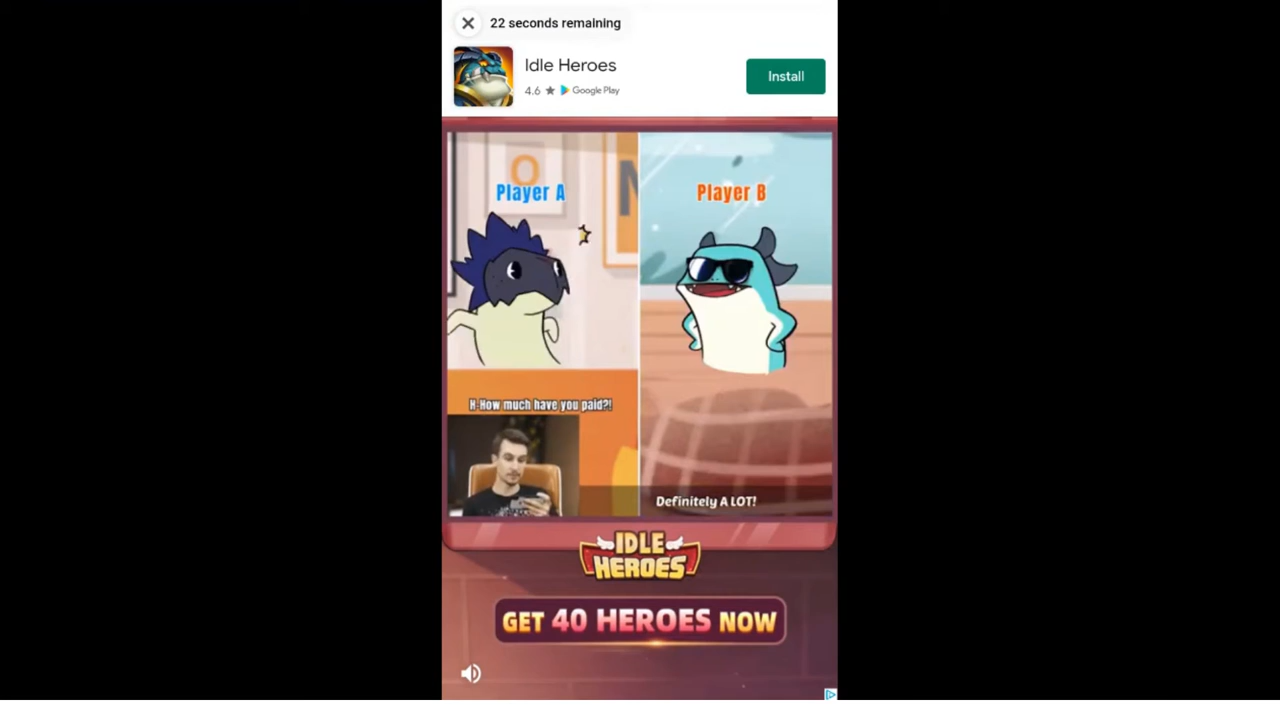 22 seconds remaining
Idle Heroes
Install
4.6 ★ Google Play
O
N
Player A
Player B
H-How much have you paid?!
Definitely A LOT!
IDLE
HEROES
GET 40 HEROES NOW